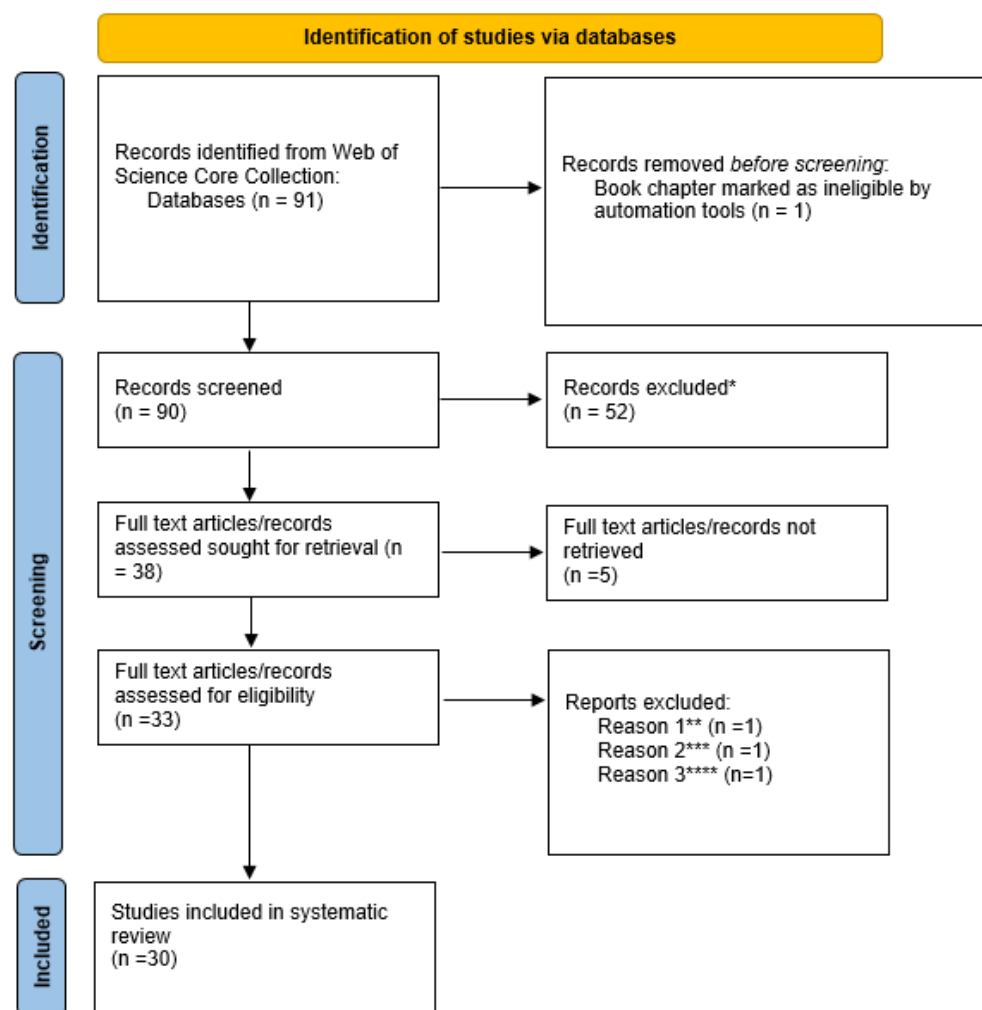 Identification of studies via databases
Identification
Records identified from Web of
Science Core Collection:
Databases (n = 91)
Records removed before screening:
Book chapter marked as ineligible by
automation tools (n = 1)
Screening
Records screened
(n = 90)
Records excluded*
(n = 52)
Full text articles/records
assessed sought for retrieval (n
= 38)
Full text articles/records not
retrieved
(n =5)
Full text articles/records
assessed for eligibility
(n =33)
Reports excluded:
Reason 1** (n =1)
Reason 2*** (n =1)
Reason 3**** (n=1)
Included
Studies included in systematic
review
(n =30)